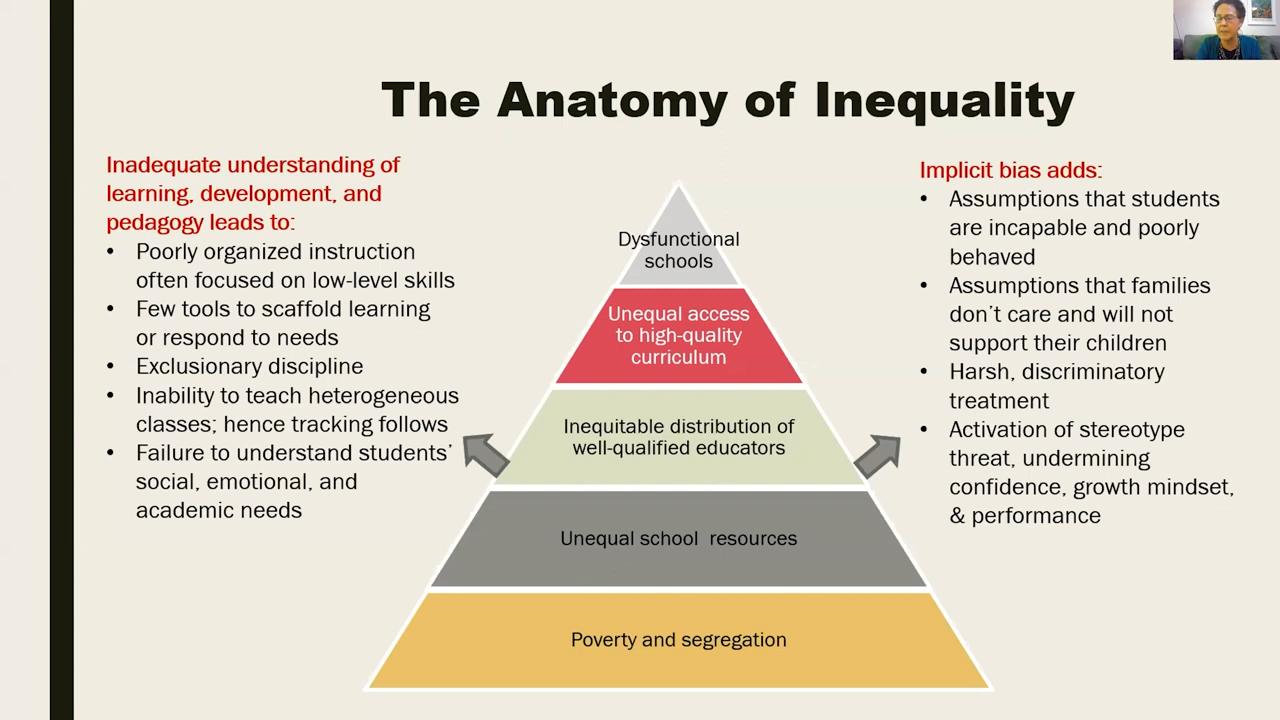 The Anatomy of Inequality
Inadequate understanding of
learning, development, and
pedagogy leads to:
• Poorly organized instruction
often focused on low-level skills
• Few tools to scaffold learning
or respond to needs
• Exclusionary discipline
• Inability to teach heterogeneous
classes; hence tracking follows
• Failure to understand students’
social, emotional, and
academic needs
Dysfunctional
schools
Unequal access
to high-quality
curriculum
Inequitable distribution of
well-qualified educators
Unequal school  resources
Poverty and segregation
Implicit bias adds:
• Assumptions that students
are incapable and poorly
behaved
• Assumptions that families
don’t care and will not
support their children
• Harsh, discriminatory
treatment
• Activation of stereotype
threat, undermining
confidence, growth mindset,
& performance